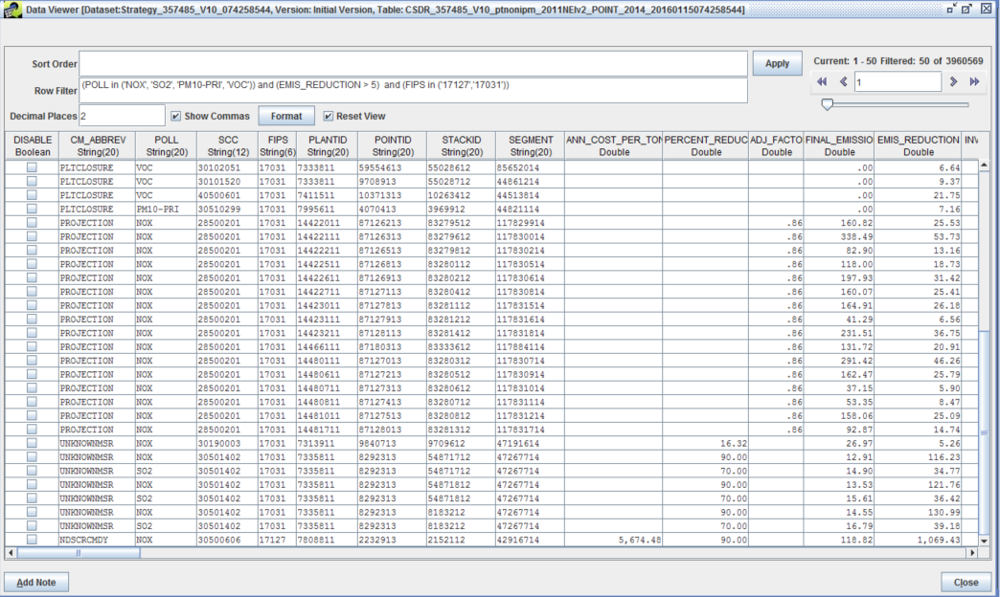 Data Viewer [Dataset:Strategy_357485_V10_074258544, Version: Initial Version, Table: CSDR_357485_V10_ptnonipm_2011NEIv2_POINT_2014_20160115074258544]
Sort Order
Apply
Current: 1 - 50 Filtered: 50 of 3960569
Row Filter (POLL in ('NOX', 'SO2', 'PM10-PRI', 'VOC')) and (EMIS_REDUCTION > 5) and (FIPS in ('17127','17031'))
1
Decimal Places 2 Show Commas Format Reset View
DISABLE CM_ABBREV POLL SCC FIPS PLANTID POINTID STACKID SEGMENT ANN_COST_PER_TON PERCENT_REDUC ADJ_FACTO FINAL_EMISSIO EMIS_REDUCTION INV
Boolean String(20) String(20) String(12) String(6) String(20) String(20) String(20) String(20) Double Double Double Double Double
PLTCLOSURE VOC 30102051 17031 7333811 59554613 55028612 85652014 .00 6.64
PLTCLOSURE VOC 30101520 17031 7333811 9708913 55028712 44861214 .00 9.37
PLTCLOSURE VOC 40500601 17031 7411511 10371313 10263412 44513814 .00 21.75
PLTCLOSURE PM10-PRI 30510299 17031 7995611 4070413 3969912 44821114 .00 7.16
PROJECTION NOX 28500201 17031 14422011 87126213 83279512 117829914 .86 160.82 25.53
PROJECTION NOX 28500201 17031 14422111 87126313 83279612 117830014 .86 338.49 53.73
PROJECTION NOX 28500201 17031 14422211 87126513 83279812 117830214 .86 82.90 13.16
PROJECTION NOX 28500201 17031 14422511 87126813 83280112 117830514 .86 118.00 18.73
PROJECTION NOX 28500201 17031 14422611 87126913 83280212 117830614 .86 197.93 31.42
PROJECTION NOX 28500201 17031 14422711 87127113 83280412 117830814 .86 160.07 25.41
PROJECTION NOX 28500201 17031 14423011 87127813 83281112 117831514 .86 164.91 26.18
PROJECTION NOX 28500201 17031 14423111 87127913 83281212 117831614 .86 41.29 6.56
PROJECTION NOX 28500201 17031 14423211 87128113 83281412 117831814 .86 231.51 36.75
PROJECTION NOX 28500201 17031 14466111 87180313 83333612 117884114 .86 131.72 20.91
PROJECTION NOX 28500201 17031 14480111 87127013 83280312 117830714 .86 291.42 46.26
PROJECTION NOX 28500201 17031 14480611 87127213 83280512 117830914 .86 162.47 25.79
PROJECTION NOX 28500201 17031 14480711 87127313 83280612 117831014 .86 37.15 5.90
PROJECTION NOX 28500201 17031 14480811 87127413 83280712 117831114 .86 53.35 8.47
PROJECTION NOX 28500201 17031 14481011 87127513 83280812 117831214 .86 158.06 25.09
PROJECTION NOX 28500201 17031 14481711 87128013 83281312 117831714 .86 92.87 14.74
UNKNOWNMSR NOX 30190003 17031 7313911 9840713 9709612 47191614 16.32 26.97 5.26
UNKNOWNMSR NOX 30501402 17031 7335811 8292313 54871712 47267714 90.00 12.91 116.23
UNKNOWNMSR SO2 30501402 17031 7335811 8292313 54871712 47267714 70.00 14.90 34.77
UNKNOWNMSR NOX 30501402 17031 7335811 8292313 54871812 47267714 90.00 13.53 121.76
UNKNOWNMSR SO2 30501402 17031 7335811 8292313 54871812 47267714 70.00 15.61 36.42
UNKNOWNMSR NOX 30501402 17031 7335811 8292313 8183212 47267714 90.00 14.55 130.99
UNKNOWNMSR SO2 30501402 17031 7335811 8292313 8183212 47267714 70.00 16.79 39.18
NDSCRCMDY NOX 30500606 17127 7808811 2232913 2152112 42916714 5,674.48 90.00 118.82 1,069.43
Add Note Close